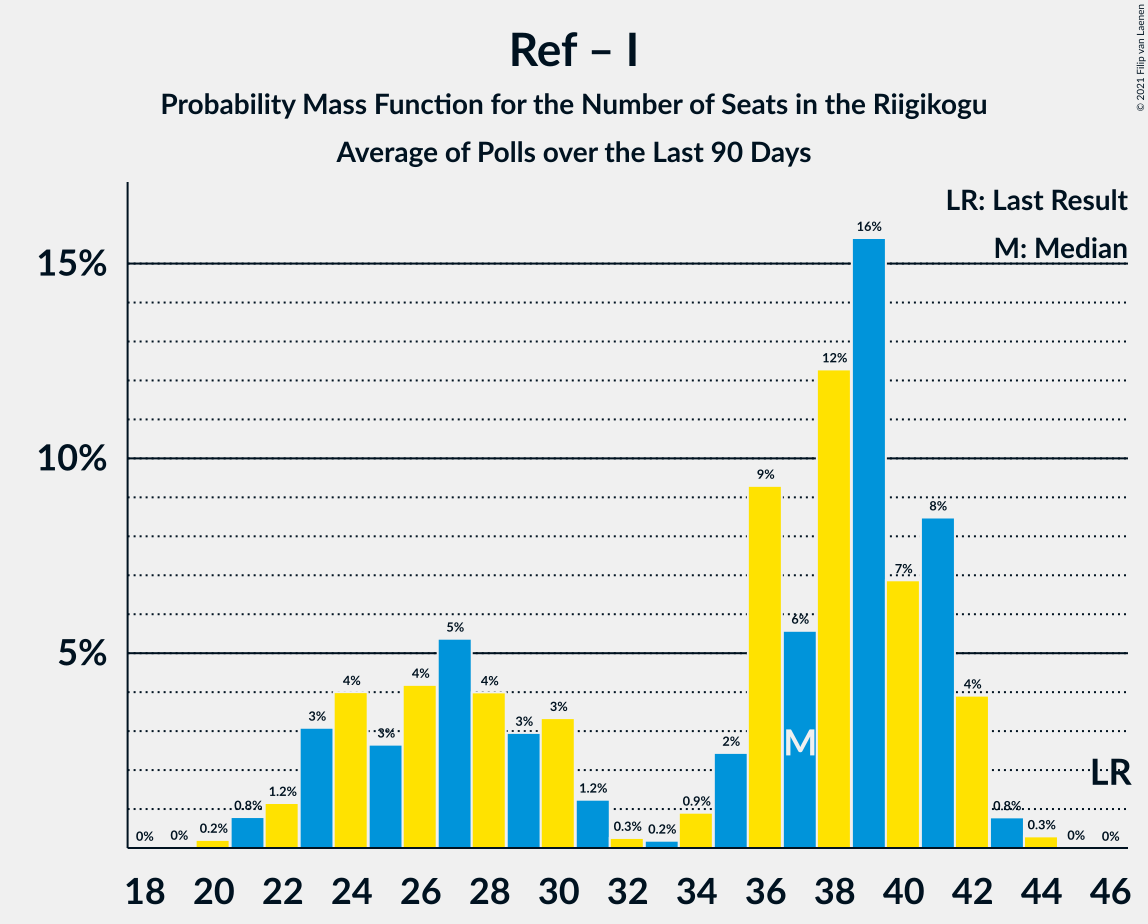 Ref – I
Probability Mass Function for the Number of Seats in the Riigikogu
Average of Polls over the Last 90 Days
© 2021 Filip van Laenen
LR: Last Result
M: Median
15%
10%
5%
0% 0% 0.2% 0.8% 1.2% 3% 4% 3% 4% 5% 4% 3% 3% 1.2% 0.3% 0.2% 0.9% 2% 9% 6% 12% 16% 7% 8% 4% 0.8% 0.3% 0% 0%
M
LR
18 20 22 24 26 28 30 32 34 36 38 40 42 44 46